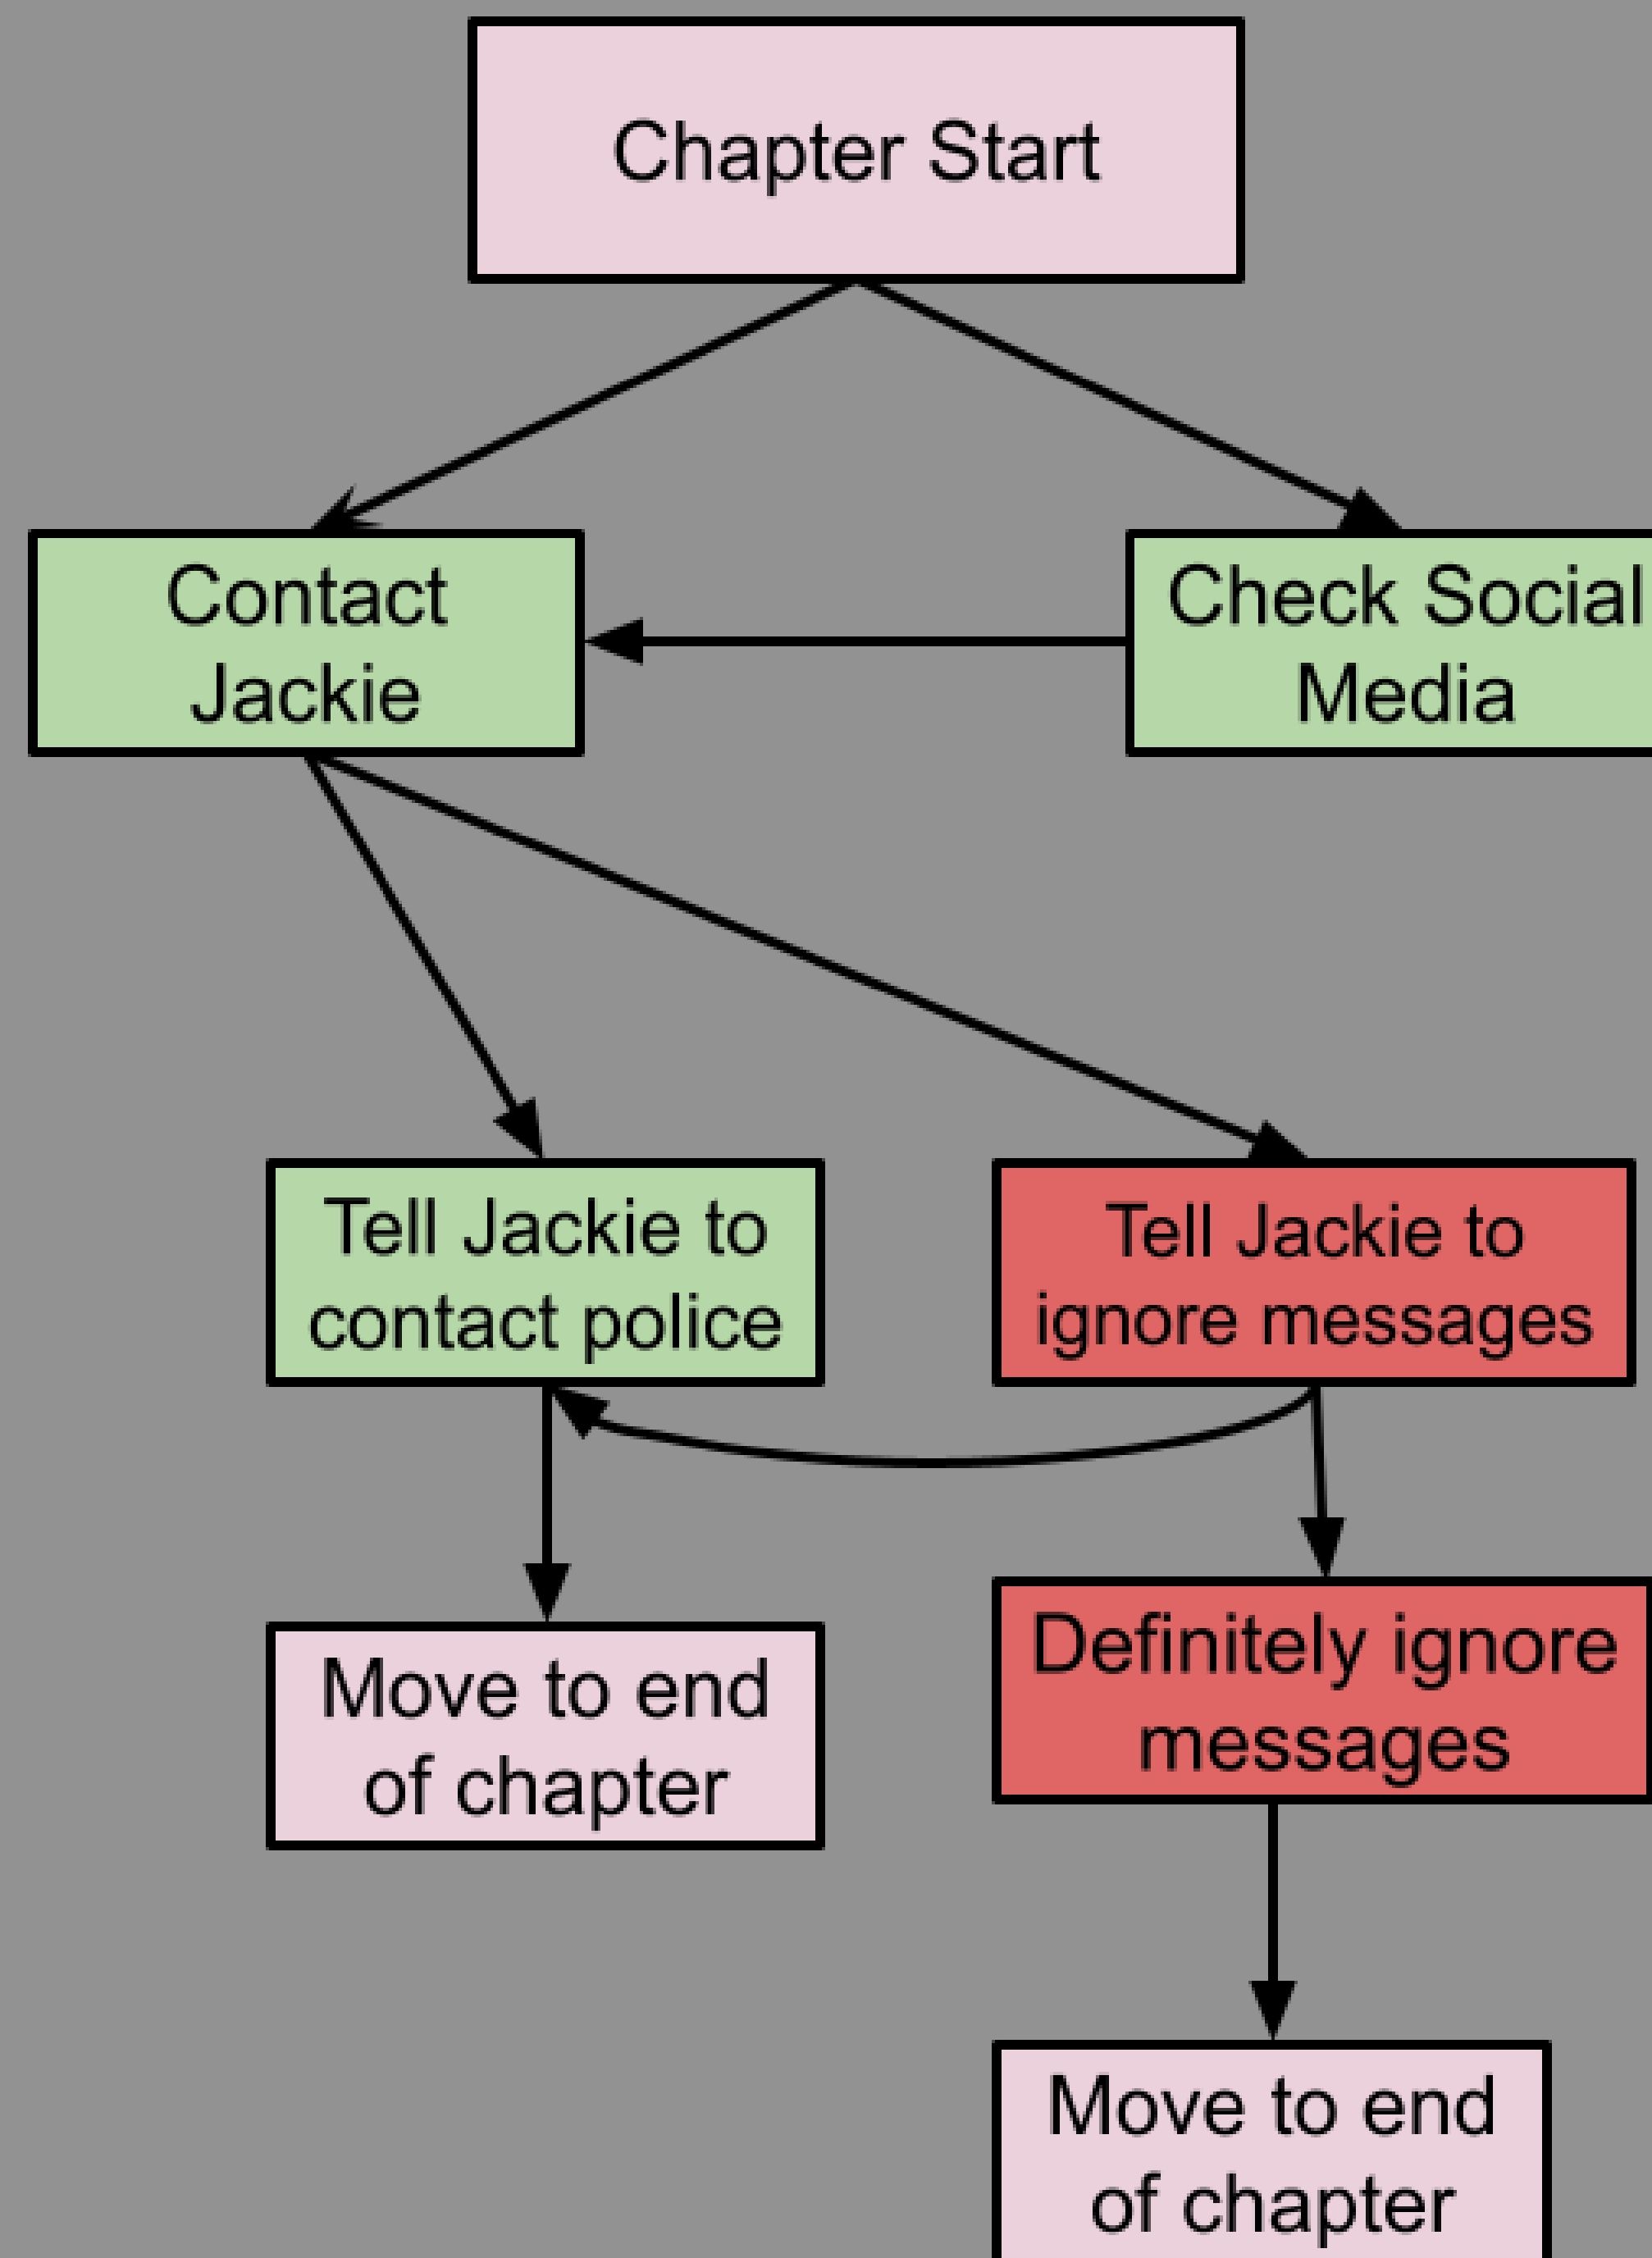 Chapter Start
Contact
Jackie
Check Social
Media
Tell Jackie to
contact police
Tell Jackie to
ignore messages
Move to end
of chapter
Definitely ignore
messages
Move to end
of chapter